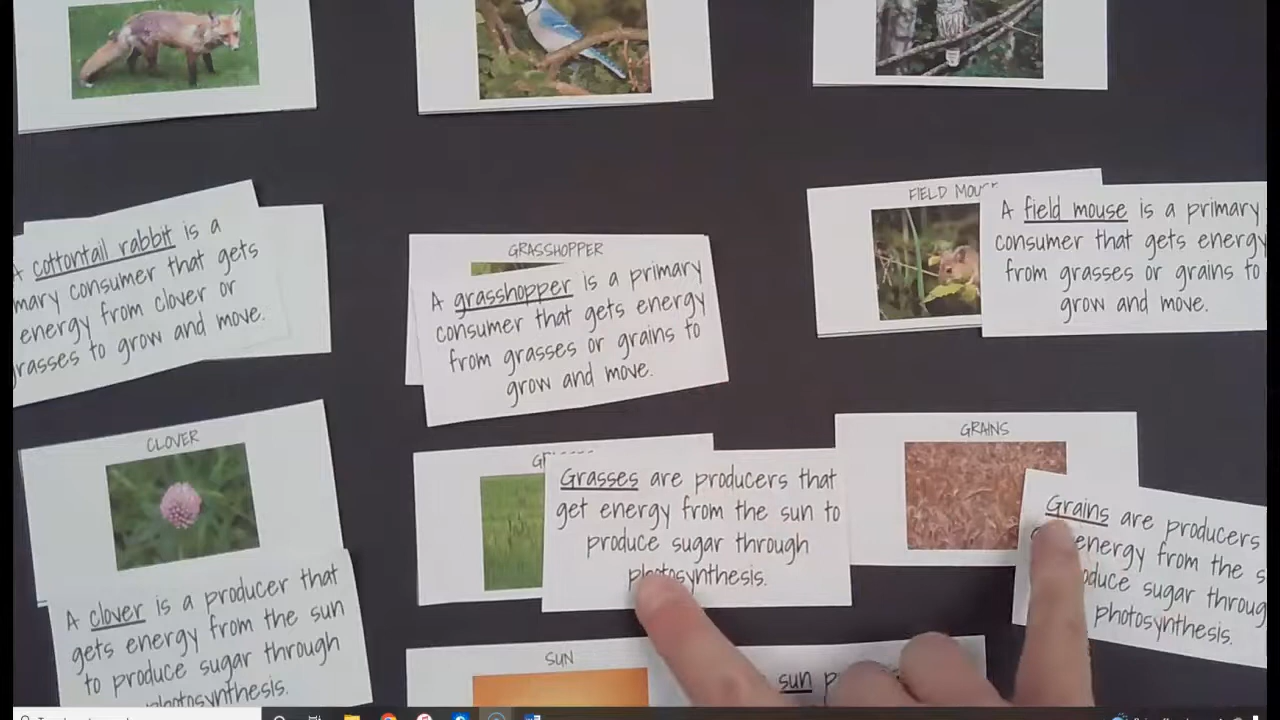 A cottontail rabbit is a
mary consumer that gets
energy from clover or
grasses to grow and move.
GRASSHOPPER
A grasshopper is a primary
consumer that gets energy
from grasses or grains to
grow and move.
FIELD
A field mouse is a primary
consumer that gets energy
from grasses or grains to
grow and move.
CLOVER
A clover is a producer that
gets energy from the sun
to produce sugar through
photosynthesis.
Grasses are producers that
get energy from the sun to
produce sugar through
photosynthesis.
GRAINS
Grains are producers
energy from the s
oduce sugar throug
photosynthesis.
SUN
sun p